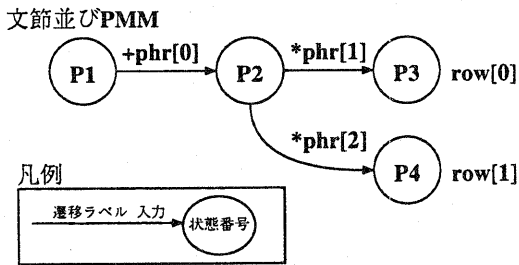 文節並びPMM
+phr[0]
*phr[1]
P1
P2
P3
row[0]
*phr[2]
P4
row[1]
凡例
遷移ラベル 入力
状態番号